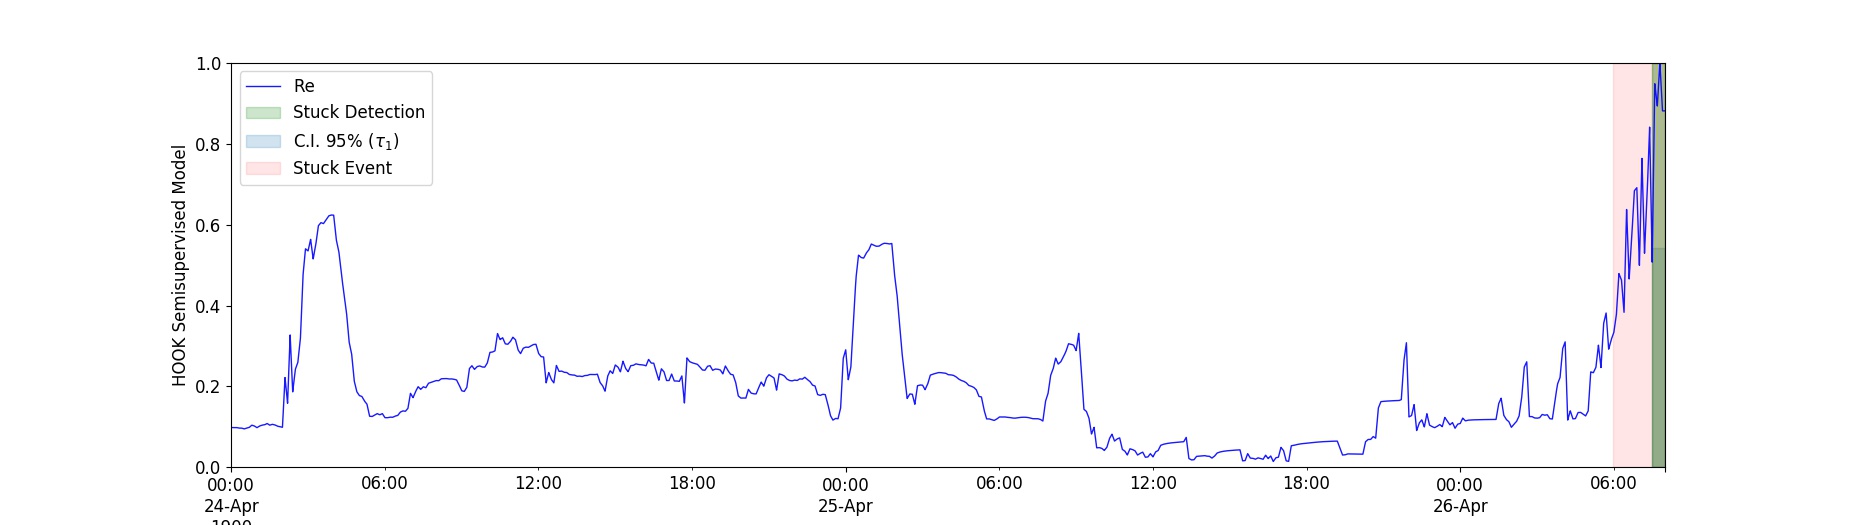 1.0
0.8
0.6
0.4
0.2
0.0
HOOK Semisupervised Model
Re
Stuck Detection
C.I. 95% (τ₁)
Stuck Event
00:00 06:00 12:00 18:00 00:00 06:00 12:00 18:00 00:00 06:00
24-Apr 25-Apr 26-Apr
1900